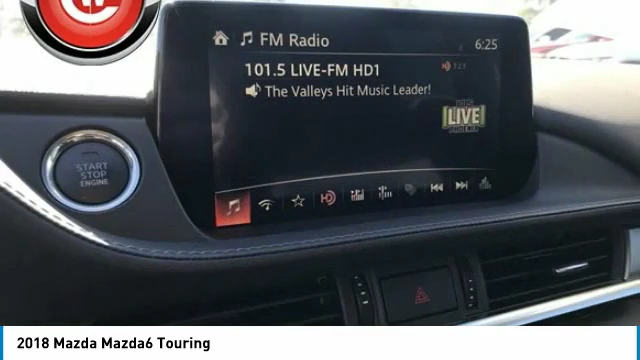 FM Radio
6:25
101.5 LIVE-FM HD1
The Valleys Hit Music Leader!
LIVE
START
STOP
ENGINE
HD
2018 Mazda Mazda6 Touring